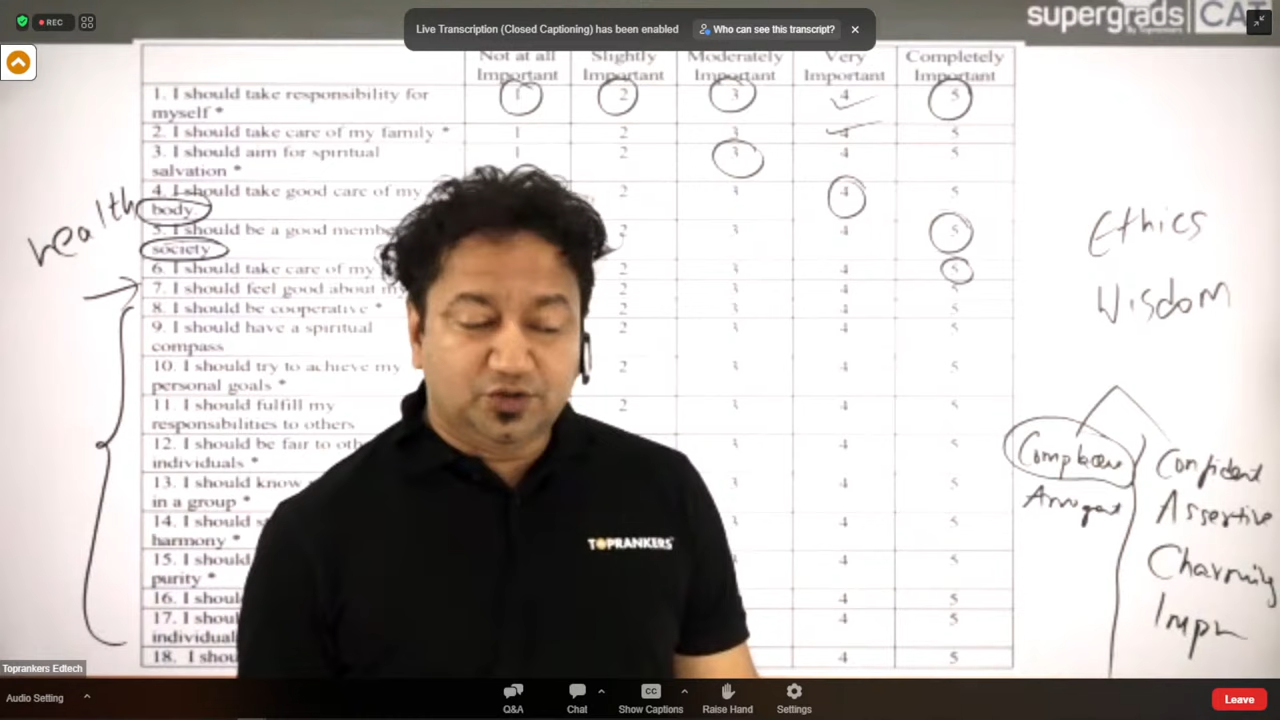 REC
Live Transcription (Closed Captioning) has been enabled
Who can see this transcript?
supergrads CAT
By Toprankers
Not at all Important
Slightly Important
Moderately Important
Very Important
Completely Important
1. I should take responsibility for myself * 1 2 3 4 5
2. I should take care of my family * 1 2 3 4 5
3. I should aim for spiritual salvation * 1 2 3 4 5
4. I should take good care of my body. 2 3 4 5
5. I should be a good society 2 3 4 5
6. I should take care of my 2 3 4 5
7. I should feel good about 2 3 4 5
8. I should be cooperative * 2 3 4 5
9. I should have a spiritual compass 2 3 4 5
10. I should try to achieve my personal goals * 2 3 4 5
11. I should fulfill my responsibilities to others 2 3 4 5
12. I should be fair to individuals * 3 4 5
13. I should know in a group * 3 4 5
14. I should harmony * 3 4 5
15. I should purity * 3 4 5
16. 4 5
17. individual 4 5
18. 4 5
health
Ethics
Wisdom
Arrogant
Confident
Assertive
Charming
TOPRANKERS
Toprankers Edtech
Audio Setting
Q&A
Chat
CC
Show Captions
Raise Hand
Settings
Leave